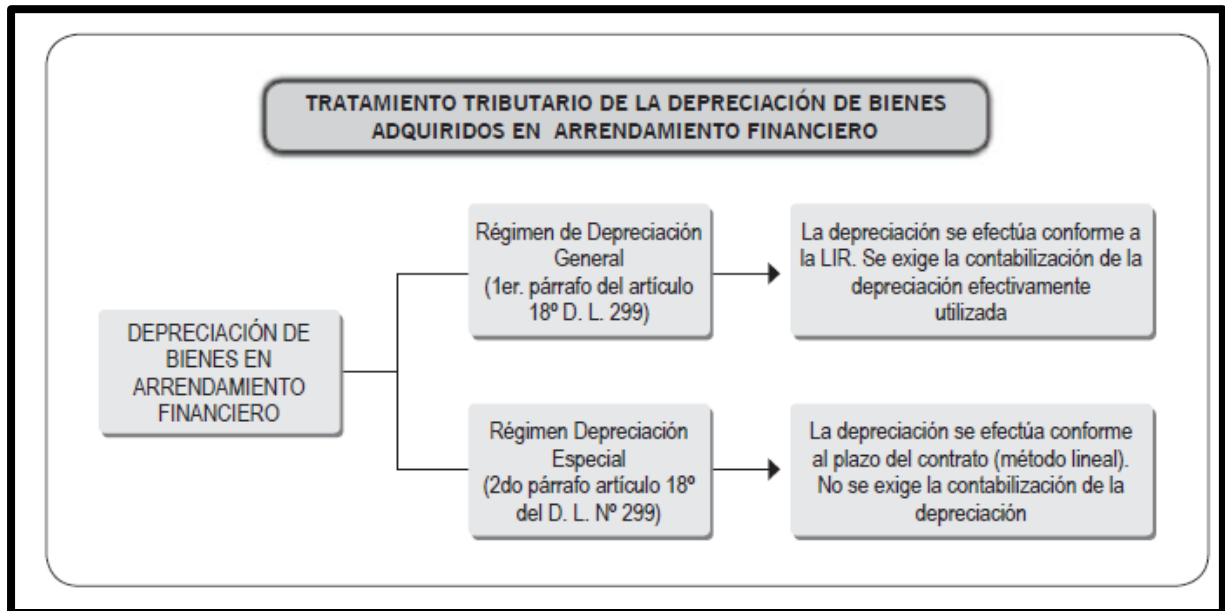 TRATAMIENTO TRIBUTARIO DE LA DEPRECIACIÓN DE BIENES
ADQUIRIDOS EN ARRENDAMIENTO FINANCIERO
DEPRECIACIÓN DE
BIENES EN
ARRENDAMIENTO
FINANCIERO
Régimen de Depreciación
General
(1er. párrafo del artículo
18º D. L. 299)
La depreciación se efectúa conforme a
la LIR. Se exige la contabilización de la
depreciación efectivamente
utilizada
Régimen Depreciación
Especial
(2do párrafo artículo 18º
del D. L. Nº 299)
La depreciación se efectúa conforme
al plazo del contrato (método lineal).
No se exige la contabilización de la
depreciación